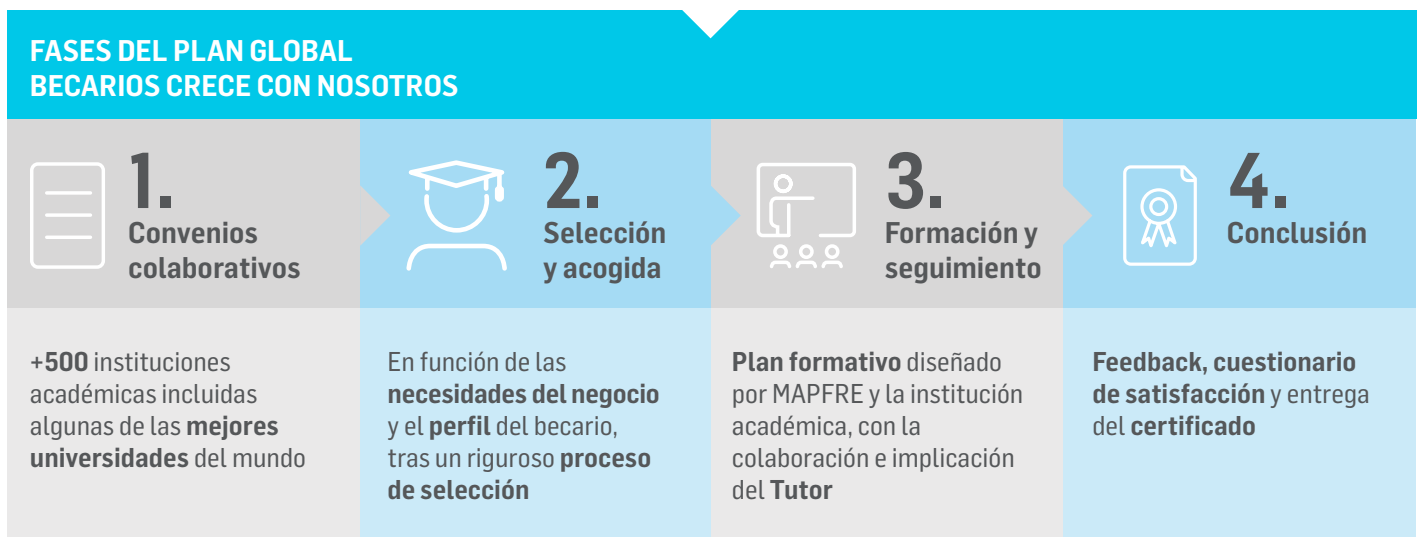 FASES DEL PLAN GLOBAL
BECARIOS CRECE CON NOSOTROS
1.
Convenios
colaborativos
+500 instituciones
académicas incluidas
algunas de las mejores
universidades del mundo
2.
Selección
y acogida
En función de las
necesidades del negocio
y el perfil del becario,
tras un riguroso proceso
de selección
3.
Formación y
seguimiento
Plan formativo diseñado
por MAPFRE y la institución
académica, con la
colaboración e implicación
del Tutor
4.
Conclusión
Feedback, cuestionario
de satisfacción y entrega
del certificado